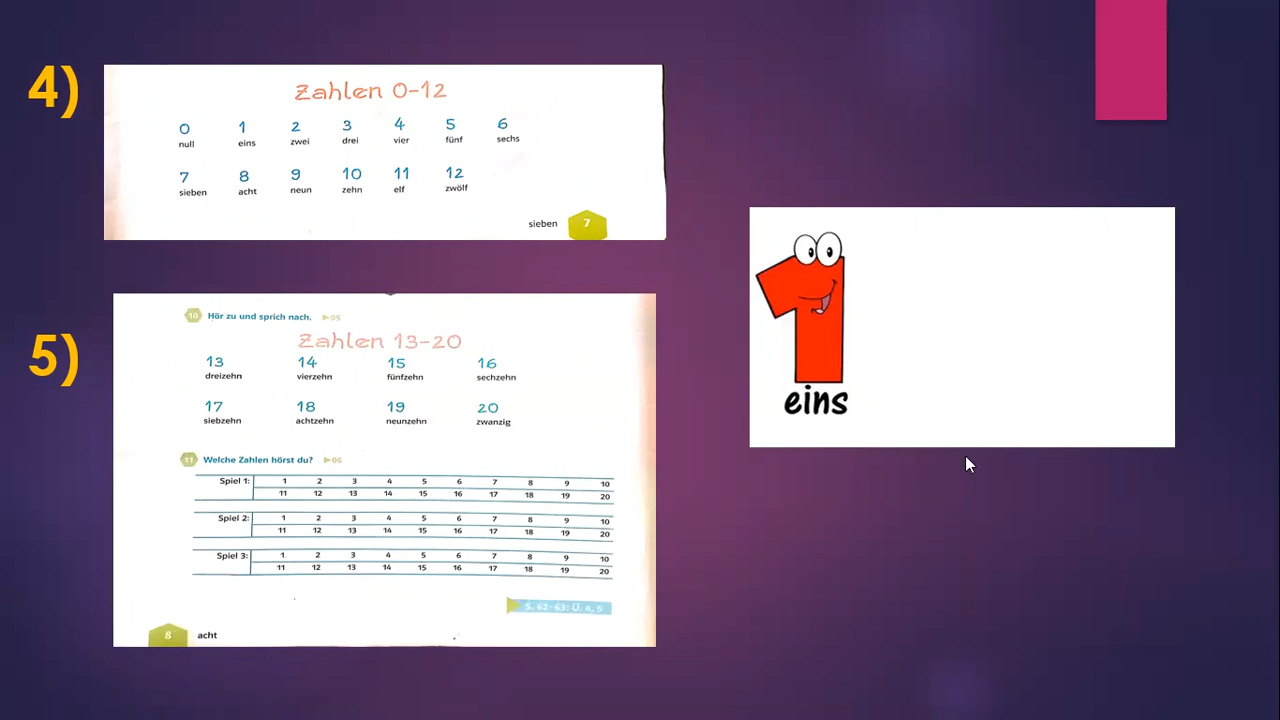 4)
Zahlen 0-12
0 1 2 3 4 5 6
null eins zwei drei vier fünf sechs
7 8 9 10 11 12
sieben acht neun zehn elf zwölf
sieben 7
5)
10 Hör zu und sprich nach. ▶05
Zahlen 13-20
13 14 15 16
dreizehn vierzehn fünfzehn sechzehn
17 18 19 20
siebzehn achtzehn neunzehn zwanzig
11 Welche Zahlen hörst du? ▶06
Spiel 1: 1 2 3 4 5 6 7 8 9 10
11 12 13 14 15 16 17 18 19 20
Spiel 2: 1 2 3 4 5 6 7 8 9 10
11 12 13 14 15 16 17 18 19 20
Spiel 3: 1 2 3 4 5 6 7 8 9 10
11 12 13 14 15 16 17 18 19 20
S. 62-63: Ü. 4, 5
8 acht
1
eins